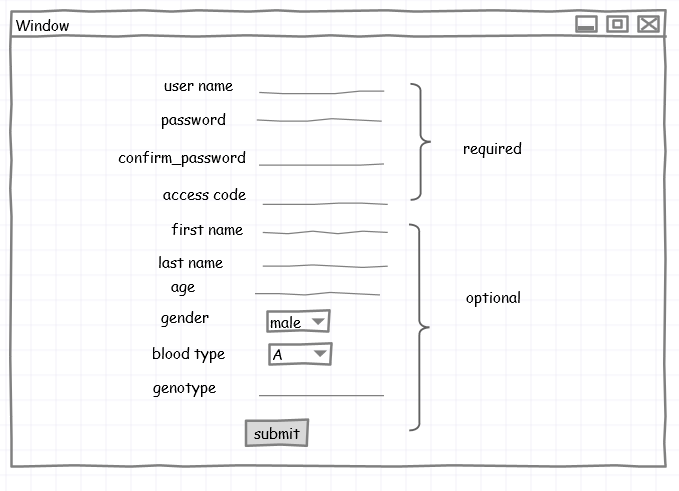 Window
user name
password
confirm_password
access code
required
first name
last name
age
optional
gender
male
blood type
A
genotype
submit